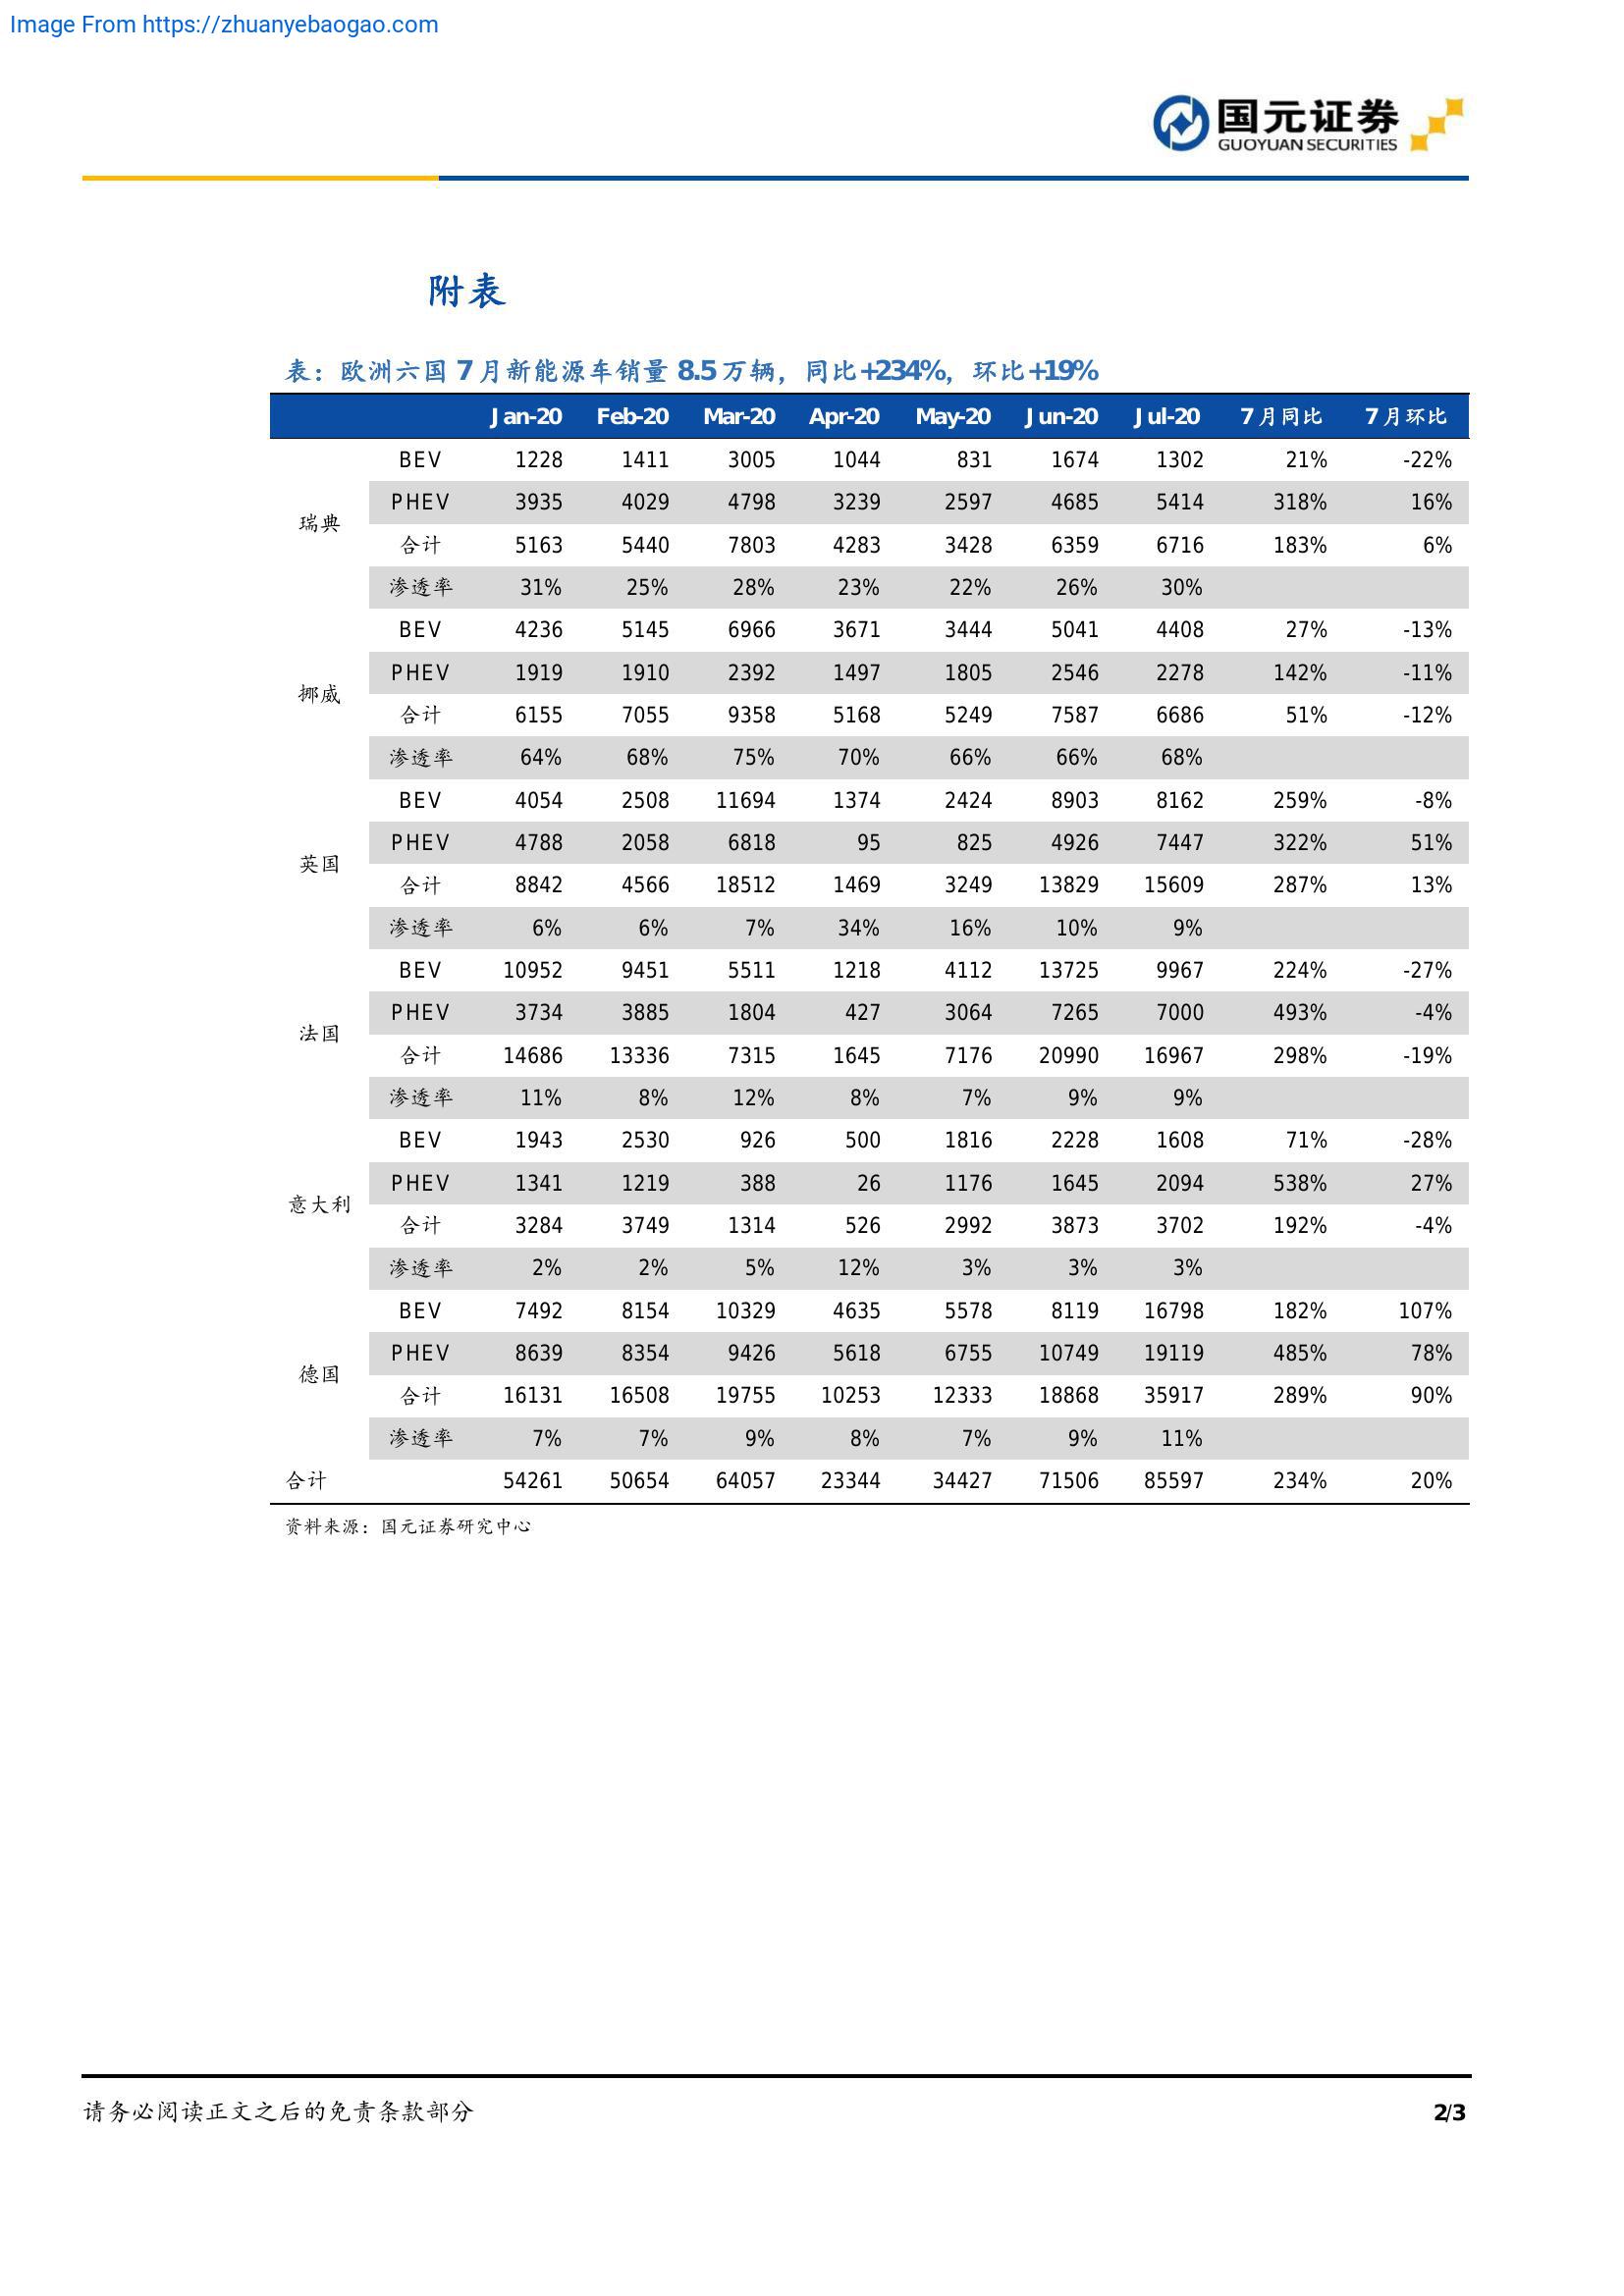 Image From https://zhuanyebaogao.com
国元证券
GUOYUAN SECURITIES
附表
表：欧洲六国 7 月新能源车销量 8.5 万辆，同比+234%，环比+19%
Jan-20 Feb-20 Mar-20 Apr-20 May-20 Jun-20 Jul-20 7 月同比 7 月环比
瑞典
BEV 1228 1411 3005 1044 831 1674 1302 21% -22%
PHEV 3935 4029 4798 3239 2597 4685 5414 318% 16%
合计 5163 5440 7803 4283 3428 6359 6716 183% 6%
渗透率 31% 25% 28% 23% 22% 26% 30%
挪威
BEV 4236 5145 6966 3671 3444 5041 4408 27% -13%
PHEV 1919 1910 2392 1497 1805 2546 2278 142% -11%
合计 6155 7055 9358 5168 5249 7587 6686 51% -12%
渗透率 64% 68% 75% 70% 66% 66% 68%
英国
BEV 4054 2508 11694 1374 2424 8903 8162 259% -8%
PHEV 4788 2058 6818 95 825 4926 7447 322% 51%
合计 8842 4566 18512 1469 3249 13829 15609 287% 13%
渗透率 6% 6% 7% 34% 16% 10% 9%
法国
BEV 10952 9451 5511 1218 4112 13725 9967 224% -27%
PHEV 3734 3885 1804 427 3064 7265 7000 493% -4%
合计 14686 13336 7315 1645 7176 20990 16967 298% -19%
渗透率 11% 8% 12% 8% 7% 9% 9%
意大利
BEV 1943 2530 926 500 1816 2228 1608 71% -28%
PHEV 1341 1219 388 26 1176 1645 2094 538% 27%
合计 3284 3749 1314 526 2992 3873 3702 192% -4%
渗透率 2% 2% 5% 12% 3% 3% 3%
德国
BEV 7492 8154 10329 4635 5578 8119 16798 182% 107%
PHEV 8639 8354 9426 5618 6755 10749 19119 485% 78%
合计 16131 16508 19755 10253 12333 18868 35917 289% 90%
渗透率 7% 7% 9% 8% 7% 9% 11%
合计 54261 50654 64057 23344 34427 71506 85597 234% 20%
资料来源：国元证券研究中心
请务必阅读正文之后的免责条款部分
2/3